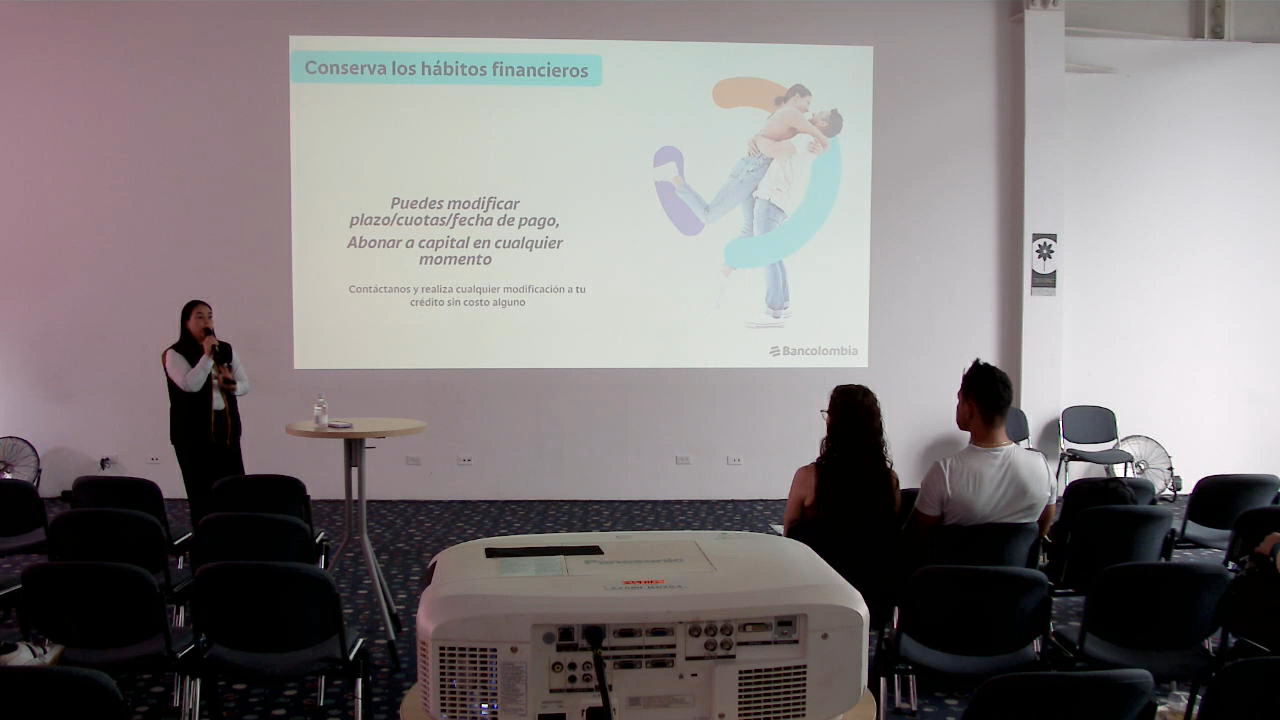 Conserva los hábitos financieros
Puedes modificar
plazo/cuotas/fecha de pago,
Abonar a capital en cualquier
momento
Contáctanos y realiza cualquier modificación a tu
crédito sin costo alguno
Bancolombia
Panasonic